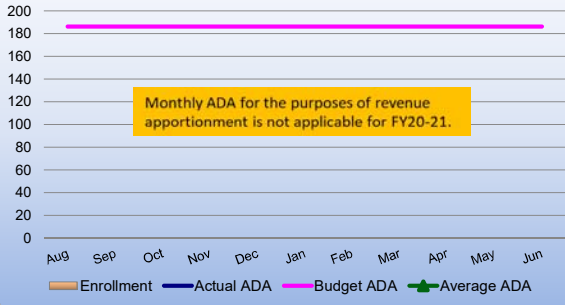 200
180
160
140
120
100
80
60
40
20
0
Monthly ADA for the purposes of revenue
apportionment is not applicable for FY20-21.
Aug Sep Oct Nov Dec Jan Feb Mar Apr May Jun
Enrollment Actual ADA Budget ADA Average ADA